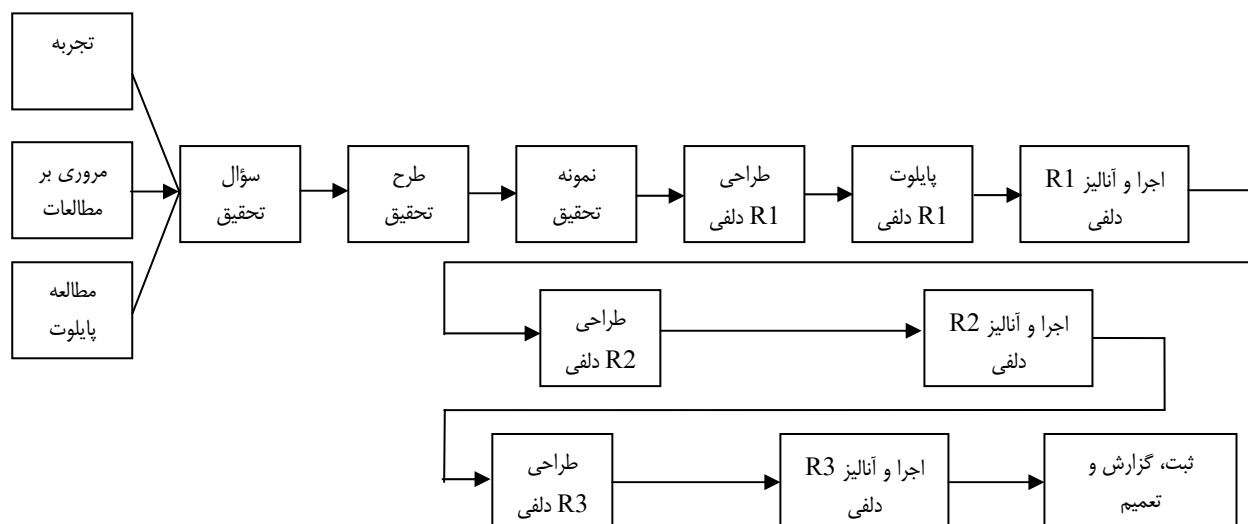 تجربه
مروری بر
مطالعات
مطالعه
پایلوت
سؤال
تحقیق
طرح
تحقیق
نمونه
تحقیق
طراحی
R1 دلفی
پایلوت
R1 دلفی
اجرا و آنالیز R1
دلفی
طراحی
R2 دلفی
اجرا و آنالیز R2
دلفی
طراحی
R3 دلفی
اجرا و آنالیز R3
دلفی
ثبت، گزارش و
تعمیم